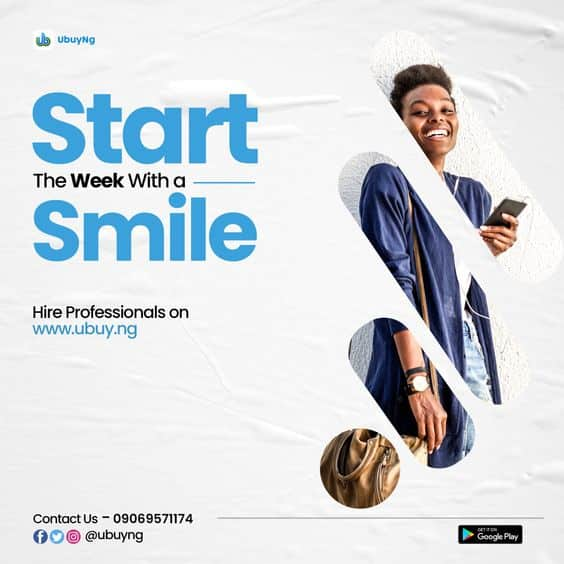 ub UbuyNg
Start
The Week With a
Smile
Hire Professionals on
www.ubuy.ng
Contact Us – 09069571174
@ubuyng
GET IT ON
Google Play